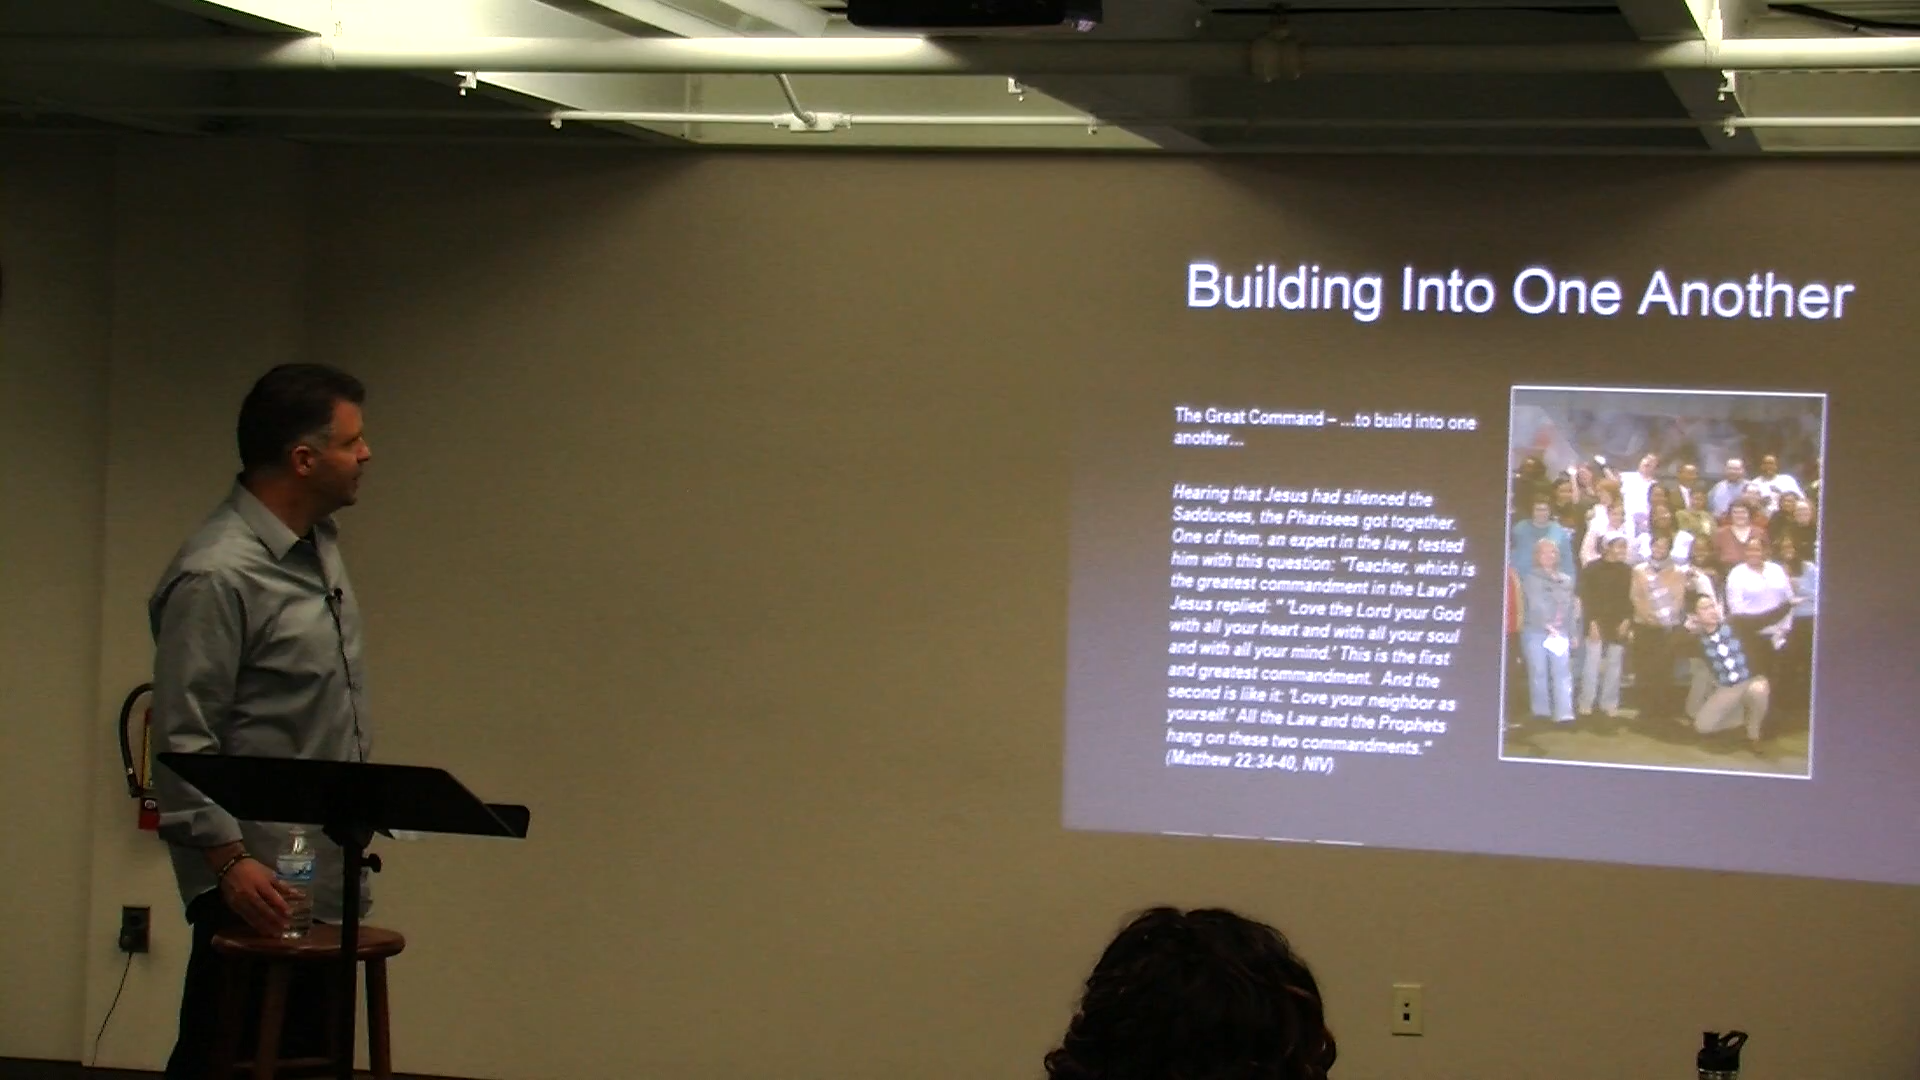 Building Into One Another
The Great Command – ...to build into one
another...
Hearing that Jesus had silenced the
Sadducees, the Pharisees got together.
One of them, an expert in the law, tested
him with this question: "Teacher, which is
the greatest commandment in the Law?"
Jesus replied: " 'Love the Lord your God
with all your heart and with all your soul
and with all your mind.' This is the first
and greatest commandment. And the
second is like it: 'Love your neighbor as
yourself.' All the Law and the Prophets
hang on these two commandments."
(Matthew 22:34-40, NIV)